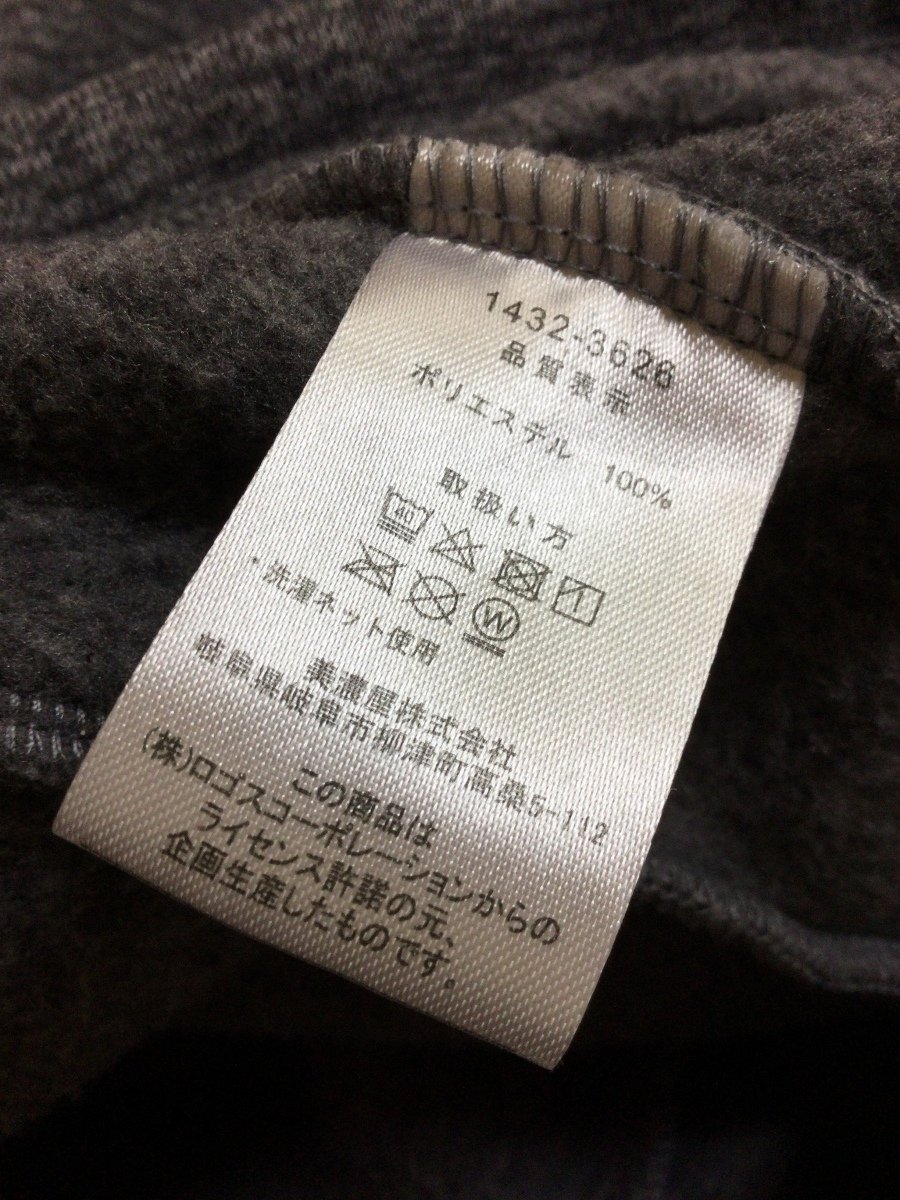 1432-3626
品質表示
ポリエステル 100%
取扱い方
40
W
・洗濯ネット使用
美濃屋株式会社
岐阜県岐阜市柳津町高桑5-112
この商品は
(株)ロゴスコーポレーションからの
ライセンス許諾の元、
企画生産したものです。